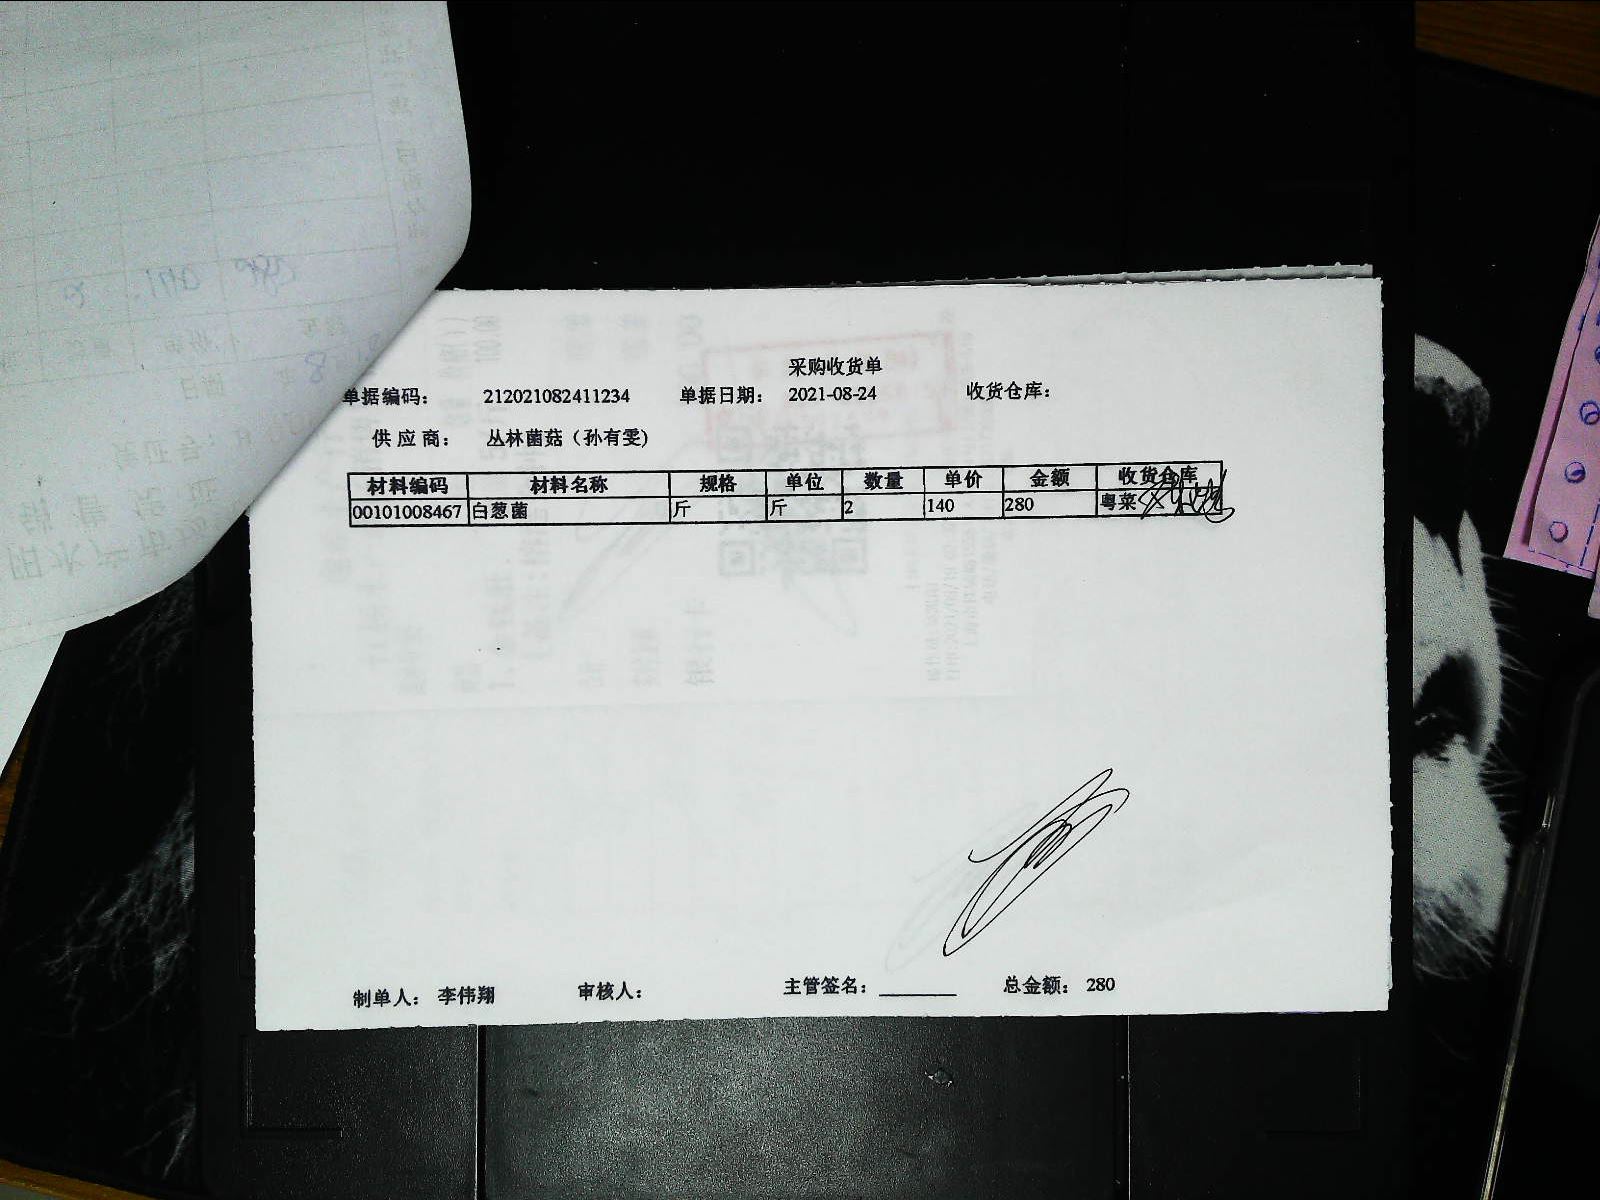 采购收货单
单据编码： 212021082411234 单据日期： 2021-08-24 收货仓库：
供 应 商： 丛林菌菇（孙有雯)
材料编码 材料名称 规格 单位 数量 单价 金额 收货仓库
00101008467 白葱菌 斤 斤 2 140 280 粤菜
制单人： 李伟翔 审核人： 主管签名： ________ 总金额： 280